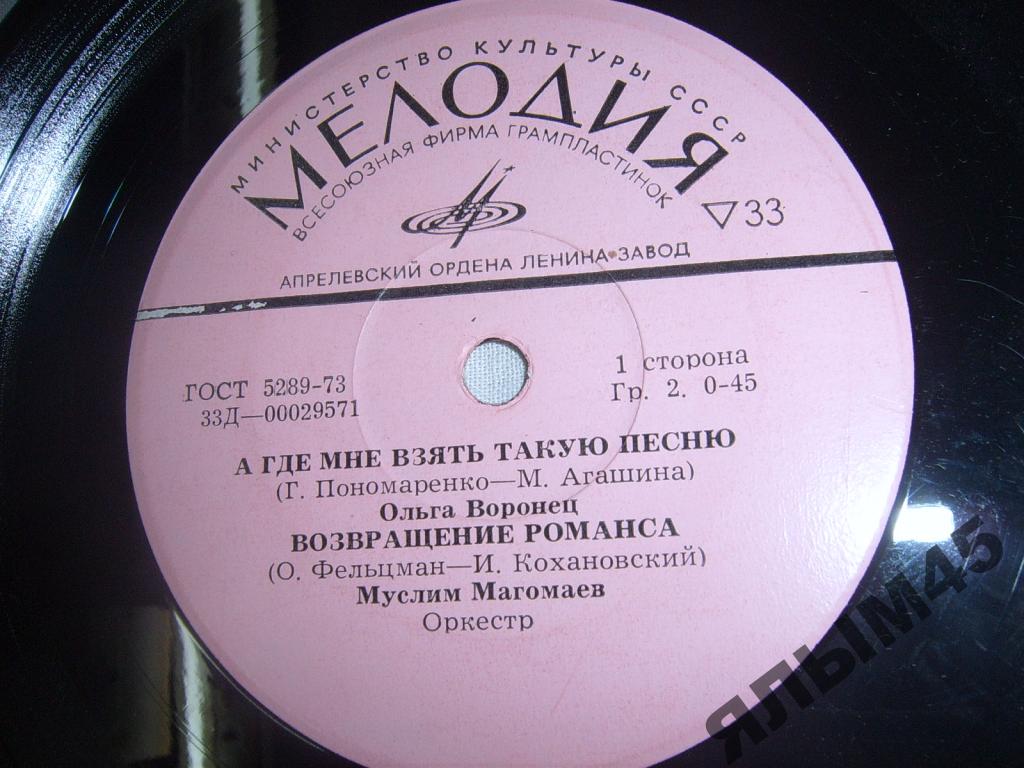 МИНИСТЕРСТВО КУЛЬТУРЫ СССР
МЕЛОДИЯ
ВСЕСОЮЗНАЯ ФИРМА ГРАМПЛАСТИНОК
▽33
АПРЕЛЕВСКИЙ ОРДЕНА ЛЕНИНА ЗАВОД
ГОСТ 5289-73
33Д—00029571
1 сторона
Гр. 2. 0-45
А ГДЕ МНЕ ВЗЯТЬ ТАКУЮ ПЕСНЮ
(Г. Пономаренко—М. Агашина)
Ольга Воронец
ВОЗВРАЩЕНИЕ РОМАНСА
(О. Фельцман—И. Кохановский)
Муслим Магомаев
Оркестр
ЯЛЫМ45